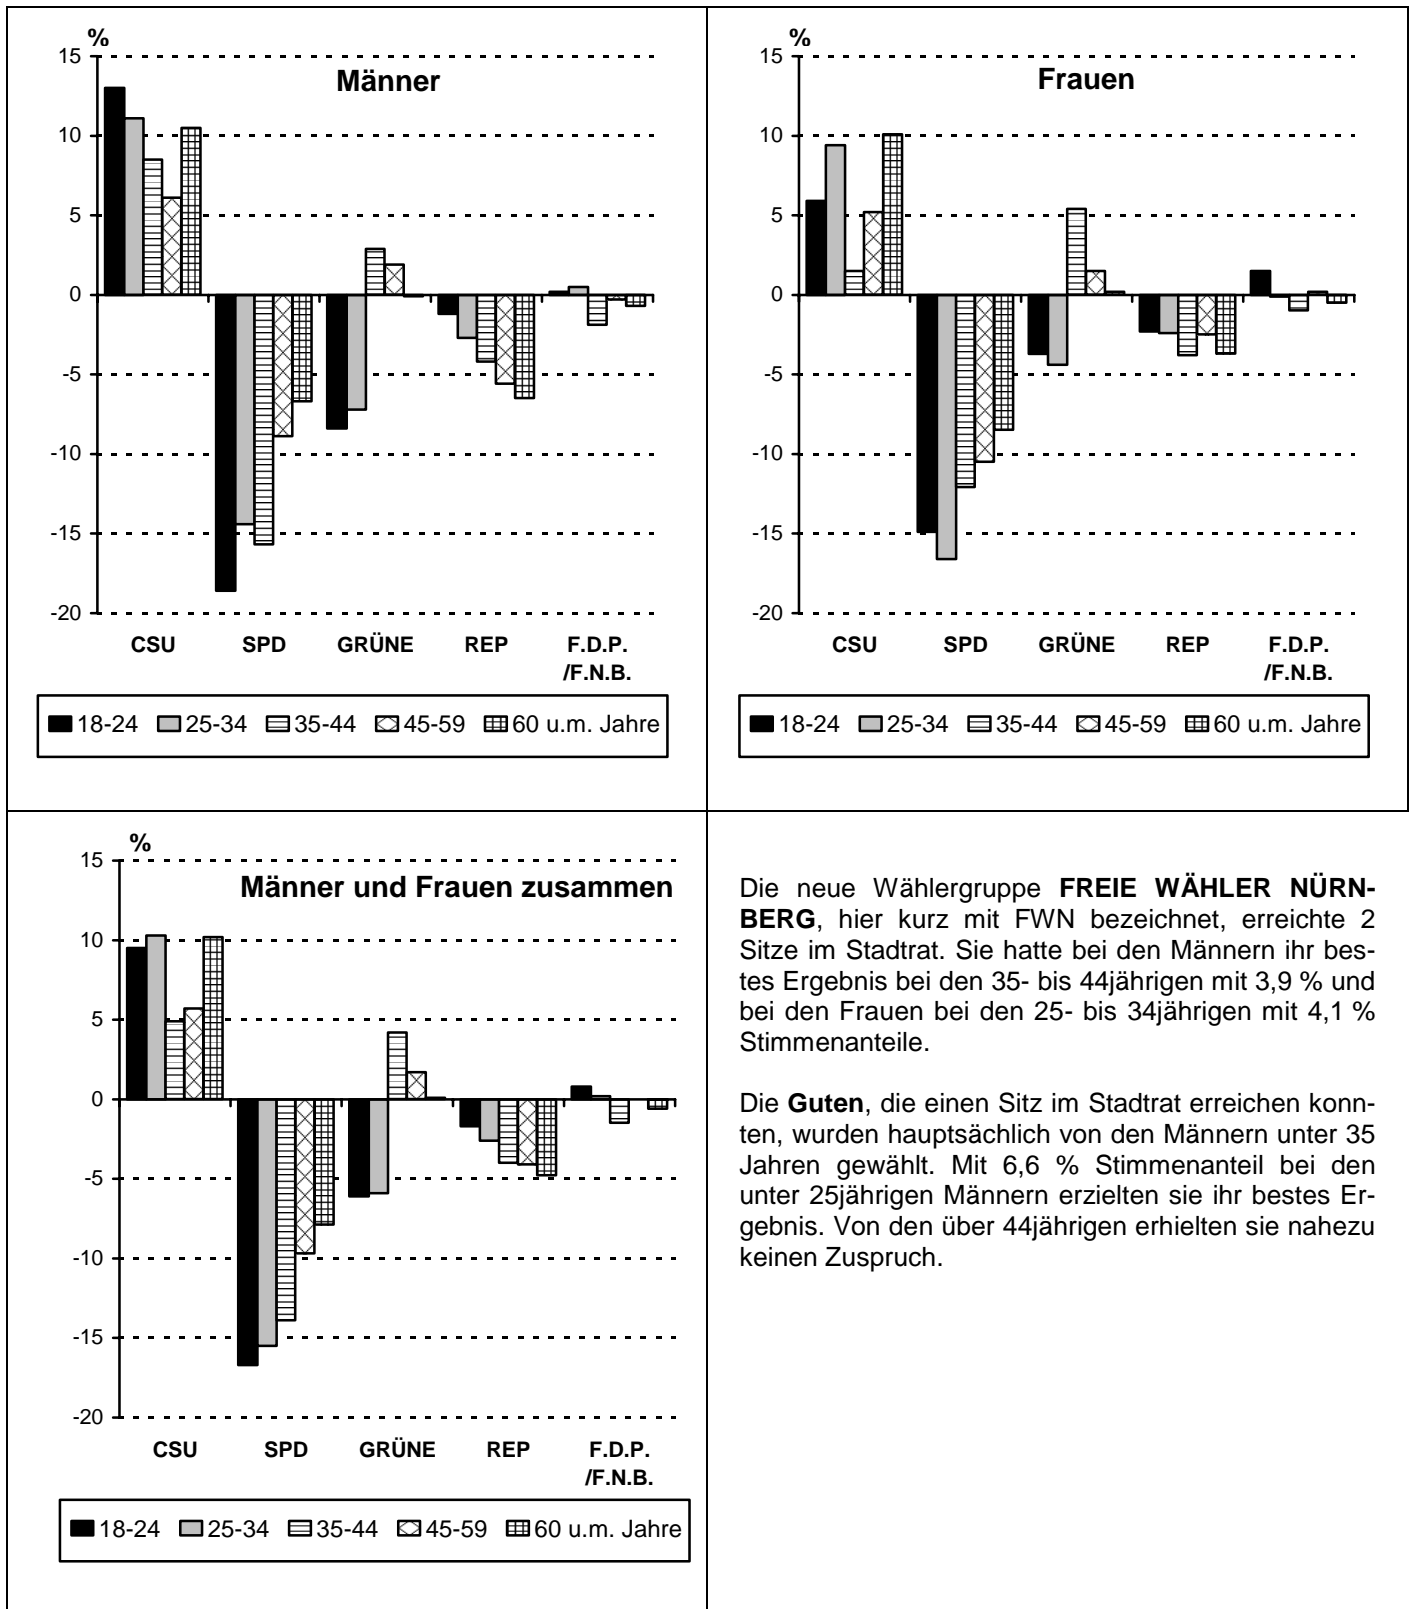 %
Männer
15
10
5
0
-5
-10
-15
-20
CSU SPD GRÜNE REP F.D.P.
/F.N.B.
18-24 25-34 35-44 45-59 60 u.m. Jahre
%
Frauen
15
10
5
0
-5
-10
-15
-20
CSU SPD GRÜNE REP F.D.P.
/F.N.B.
18-24 25-34 35-44 45-59 60 u.m. Jahre
%
Männer und Frauen zusammen
15
10
5
0
-5
-10
-15
-20
CSU SPD GRÜNE REP F.D.P.
/F.N.B.
18-24 25-34 35-44 45-59 60 u.m. Jahre
Die neue Wählergruppe FREIE WÄHLER NÜRN-
BERG, hier kurz mit FWN bezeichnet, erreichte 2
Sitze im Stadtrat. Sie hatte bei den Männern ihr bes-
tes Ergebnis bei den 35- bis 44jährigen mit 3,9 % und
bei den Frauen bei den 25- bis 34jährigen mit 4,1 %
Stimmenanteile.
Die Guten, die einen Sitz im Stadtrat erreichen konn-
ten, wurden hauptsächlich von den Männern unter 35
Jahren gewählt. Mit 6,6 % Stimmenanteil bei den
unter 25jährigen Männern erzielten sie ihr bestes Er-
gebnis. Von den über 44jährigen erhielten sie nahezu
keinen Zuspruch.